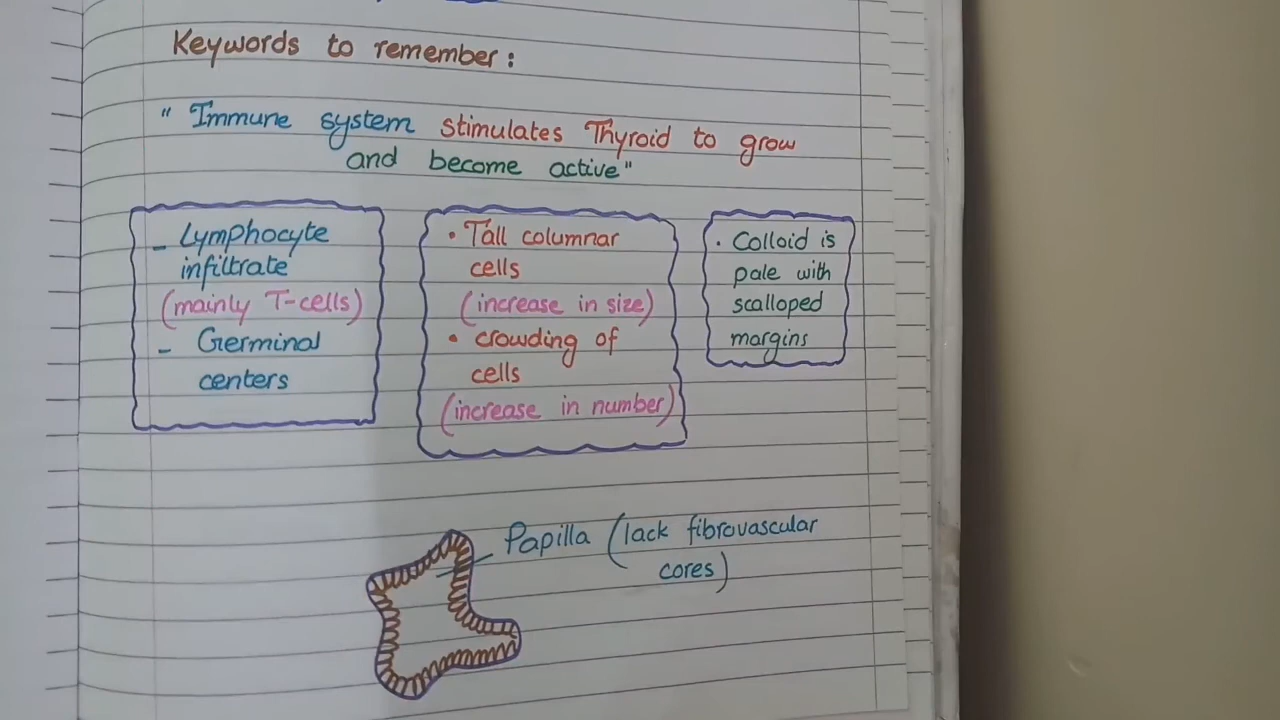 Keywords to remember :
" Immune system stimulates Thyroid to grow
and become active"
- Lymphocyte
infiltrate
(mainly T-cells)
- Germinal
centers
• Tall columnar
cells
(increase in size)
• crowding of
cells
(increase in number)
• Colloid is
pale with
scalloped
margins
Papilla (lack fibrovascular
cores)